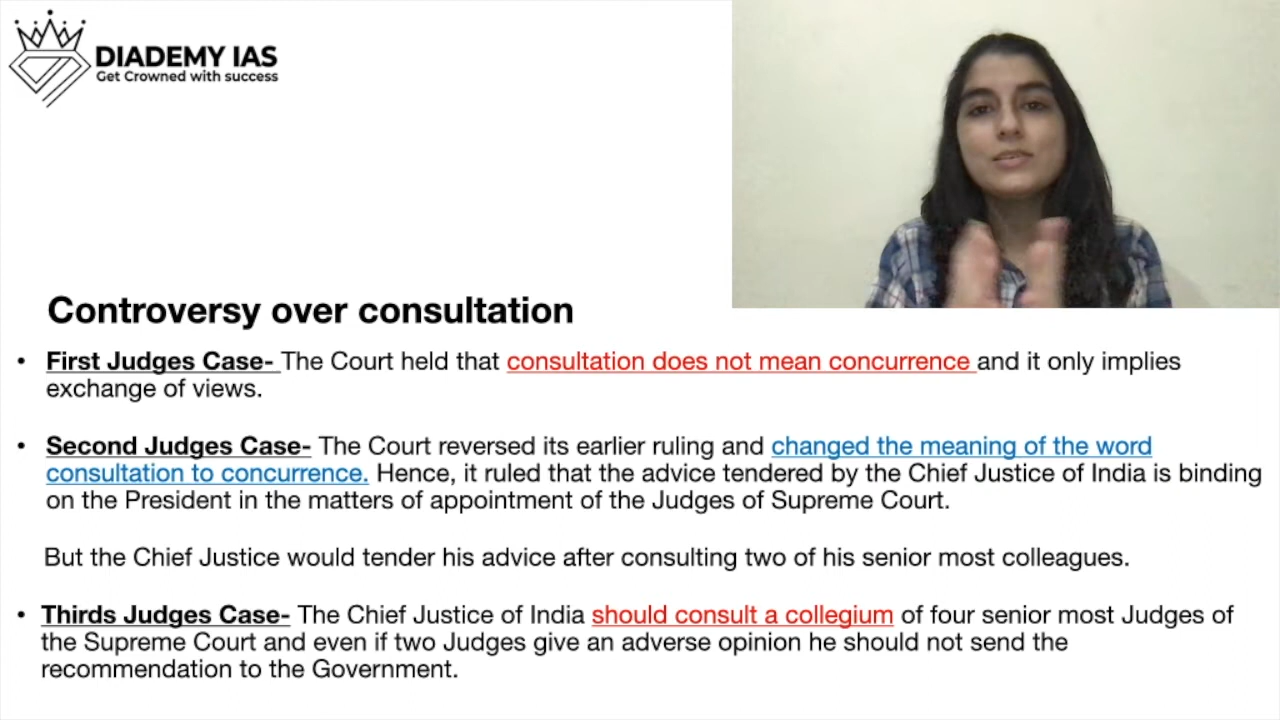 DIADEMY IAS
Get Crowned with success
Controversy over consultation
• First Judges Case- The Court held that consultation does not mean concurrence and it only implies
exchange of views.
• Second Judges Case- The Court reversed its earlier ruling and changed the meaning of the word
consultation to concurrence. Hence, it ruled that the advice tendered by the Chief Justice of India is binding
on the President in the matters of appointment of the Judges of Supreme Court.
But the Chief Justice would tender his advice after consulting two of his senior most colleagues.
• Thirds Judges Case- The Chief Justice of India should consult a collegium of four senior most Judges of
the Supreme Court and even if two Judges give an adverse opinion he should not send the
recommendation to the Government.